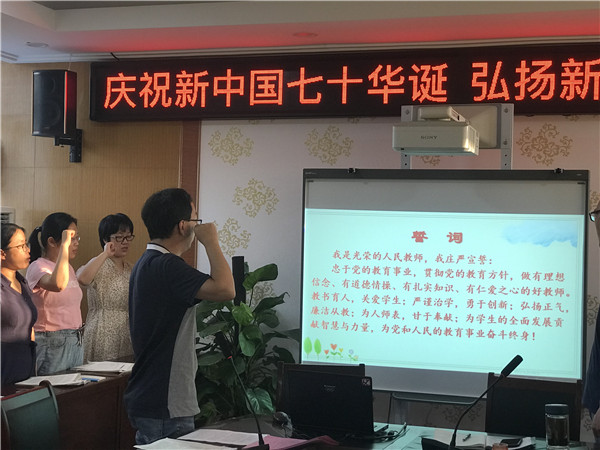 庆祝新中国七十华诞 弘扬新
SONY
誓 词
我是光荣的人民教师，我庄严宣誓：
忠于党的教育事业，贯彻党的教育方针，做有理想
信念、有道德情操、有扎实知识、有仁爱之心的好教师。
教书育人，关爱学生；严谨治学，勇于创新；弘扬正气，
廉洁从教；为人师表，甘于奉献；为学生的全面发展贡
献智慧与力量，为党和人民的教育事业奋斗终身！